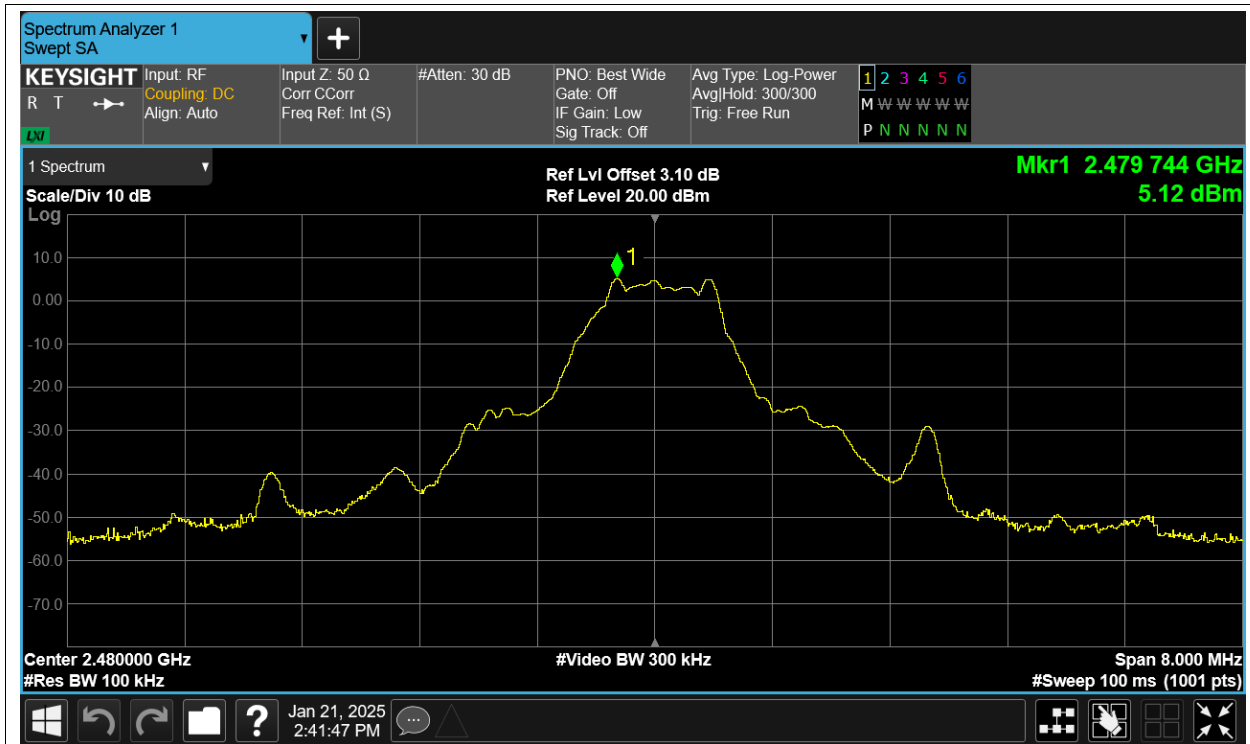 Spectrum Analyzer 1
Swept SA
KEYSIGHT
R T
LXI
Input: RF
Coupling: DC
Align: Auto
Input Z: 50 Ω
Corr CCorr
Freq Ref: Int (S)
#Atten: 30 dB
PNO: Best Wide
Gate: Off
IF Gain: Low
Sig Track: Off
Avg Type: Log-Power
Avg|Hold: 300/300
Trig: Free Run
1 2 3 4 5 6
M W W W W W
P N N N N N
1 Spectrum
Scale/Div 10 dB
Ref Lvl Offset 3.10 dB
Ref Level 20.00 dBm
Mkr1 2.479 744 GHz
5.12 dBm
Log
1
10.0
0.00
-10.0
-20.0
-30.0
-40.0
-50.0
-60.0
-70.0
Center 2.480000 GHz
#Res BW 100 kHz
#Video BW 300 kHz
Span 8.000 MHz
#Sweep 100 ms (1001 pts)
?
Jan 21, 2025
2:41:47 PM